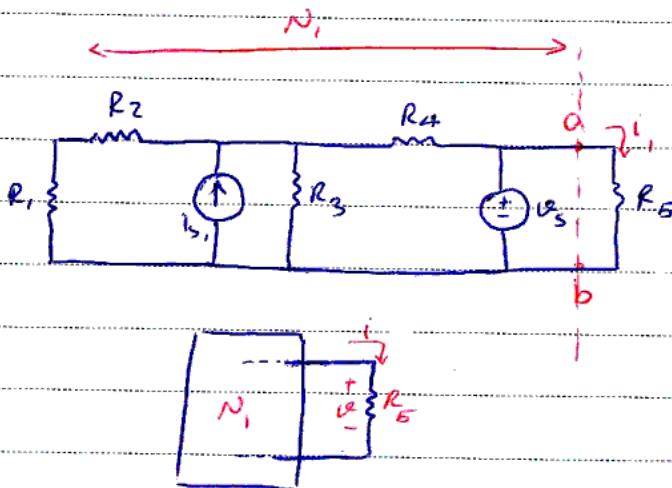 N₁
R₂
R₄
a
i₁
R₁
is₁
R₃
+
-
vs
R₅
b
i
N₁
+
v
-
R₅